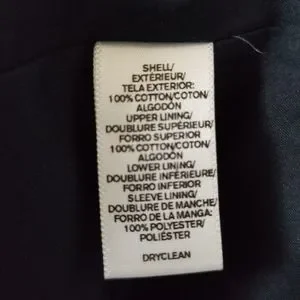 SHELL/
EXTÉRIEUR/
TELA EXTERIOR:
100% COTTON/COTON/
ALGODÓN
UPPER LINING/
DOUBLURE SUPÉRIEUR/
FORRO SUPERIOR
100% COTTON/COTON/
ALGODÓN
LOWER LINING/
DOUBLURE INFÉRIEURE/
FORRO INFERIOR
SLEEVE LINING/
DOUBLURE DE MANCHE/
FORRO DE LA MANGA:
100% POLYESTER/
POLIÉSTER
DRYCLEAN